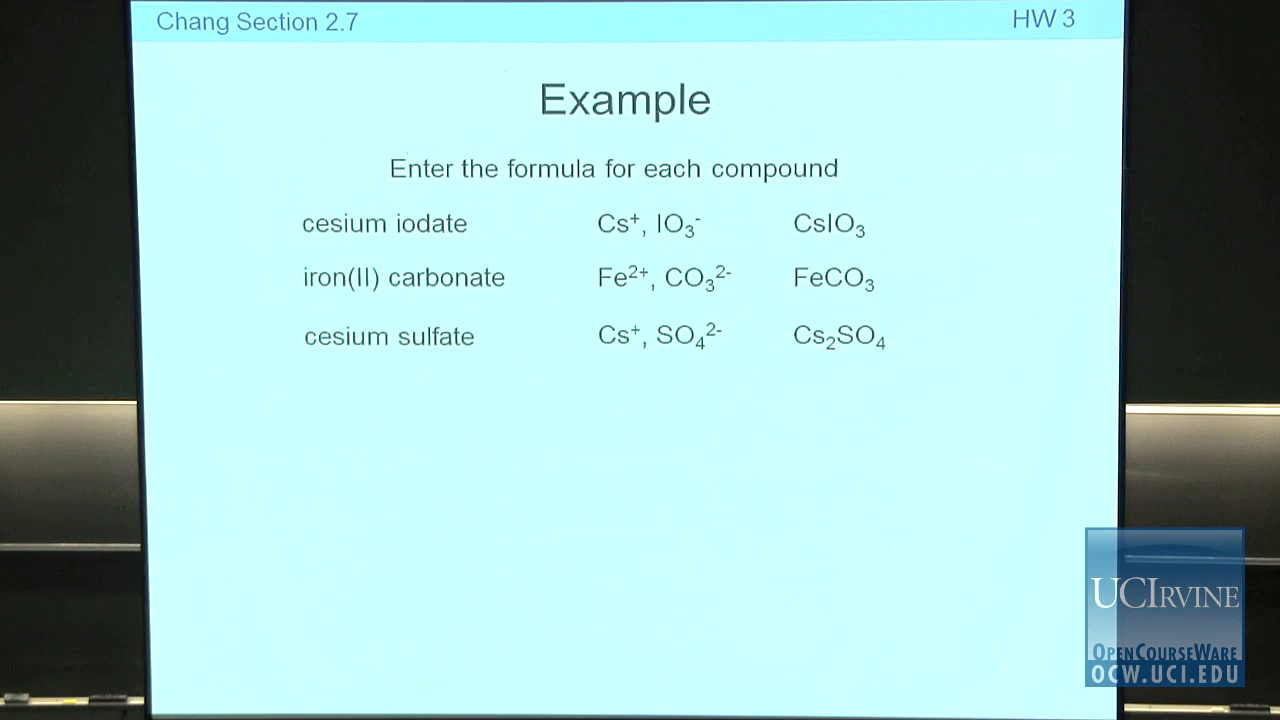 Chang Section 2.7 HW 3
Example
Enter the formula for each compound
cesium iodate Cs⁺, IO₃⁻ CsIO₃
iron(II) carbonate Fe²⁺, CO₃²⁻ FeCO₃
cesium sulfate Cs⁺, SO₄²⁻ Cs₂SO₄
UCIRVINE
OPENCOURSEWARE
OCW.UCI.EDU